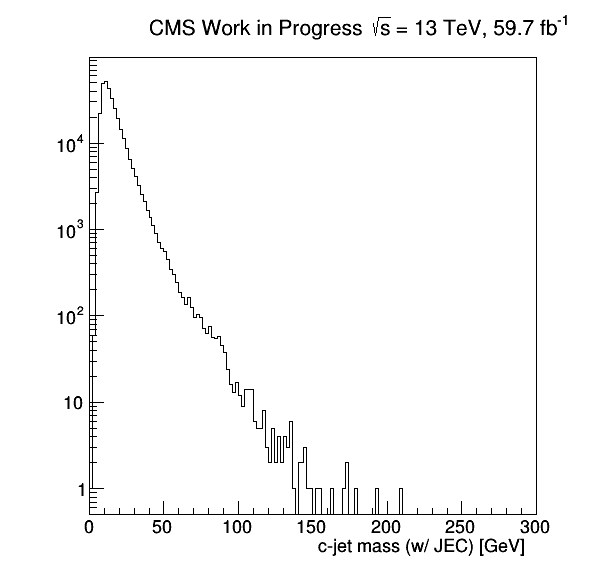 CMS Work in Progress √s = 13 TeV, 59.7 fb⁻¹
10⁴
10³
10²
10
1
0 50 100 150 200 250 300
c-jet mass (w/ JEC) [GeV]